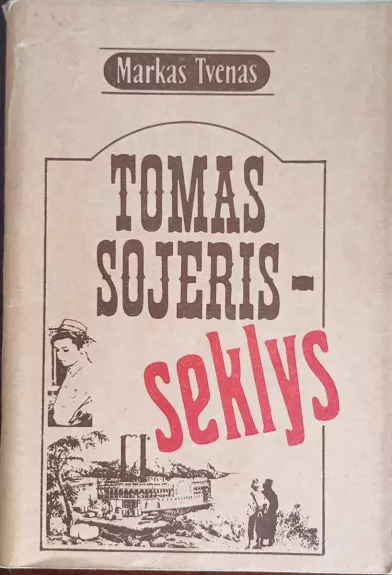 Markas Tvenas
TOMAS
SOJERIS –
seklys